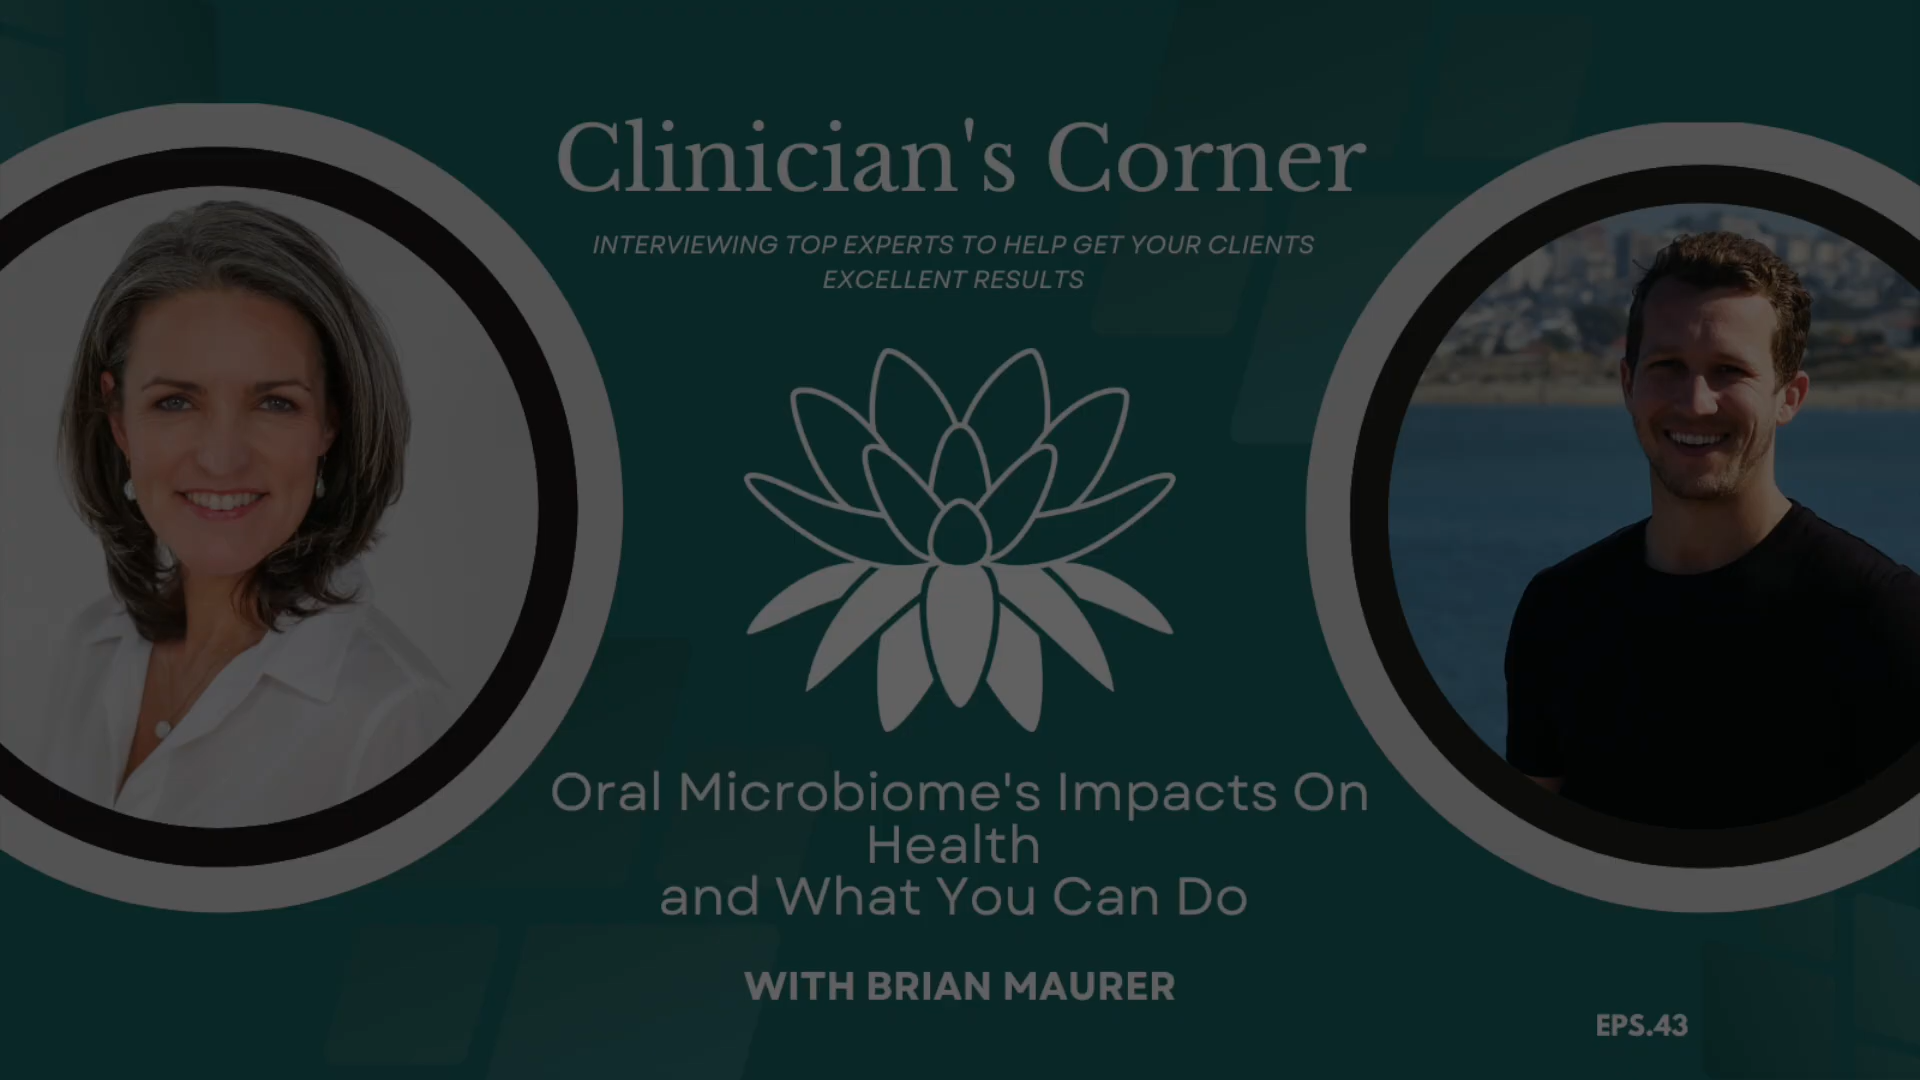 Clinician's Corner
INTERVIEWING TOP EXPERTS TO HELP GET YOUR CLIENTS
EXCELLENT RESULTS
Oral Microbiome's Impacts On
Health
and What You Can Do
WITH BRIAN MAURER
EPS.43